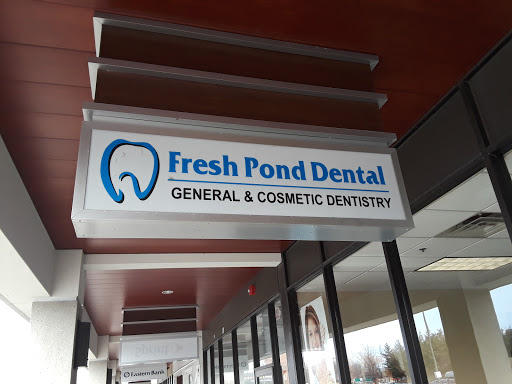 Fresh Pond Dental
GENERAL & COSMETIC DENTISTRY
Eastern Bank